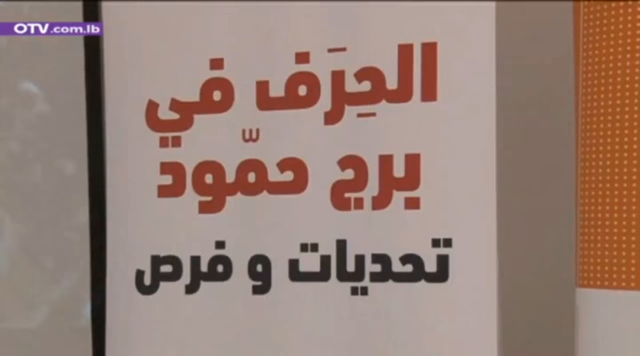 OTV.com.lb
الحِرَف في
برج حمّود
تحديات و فرص